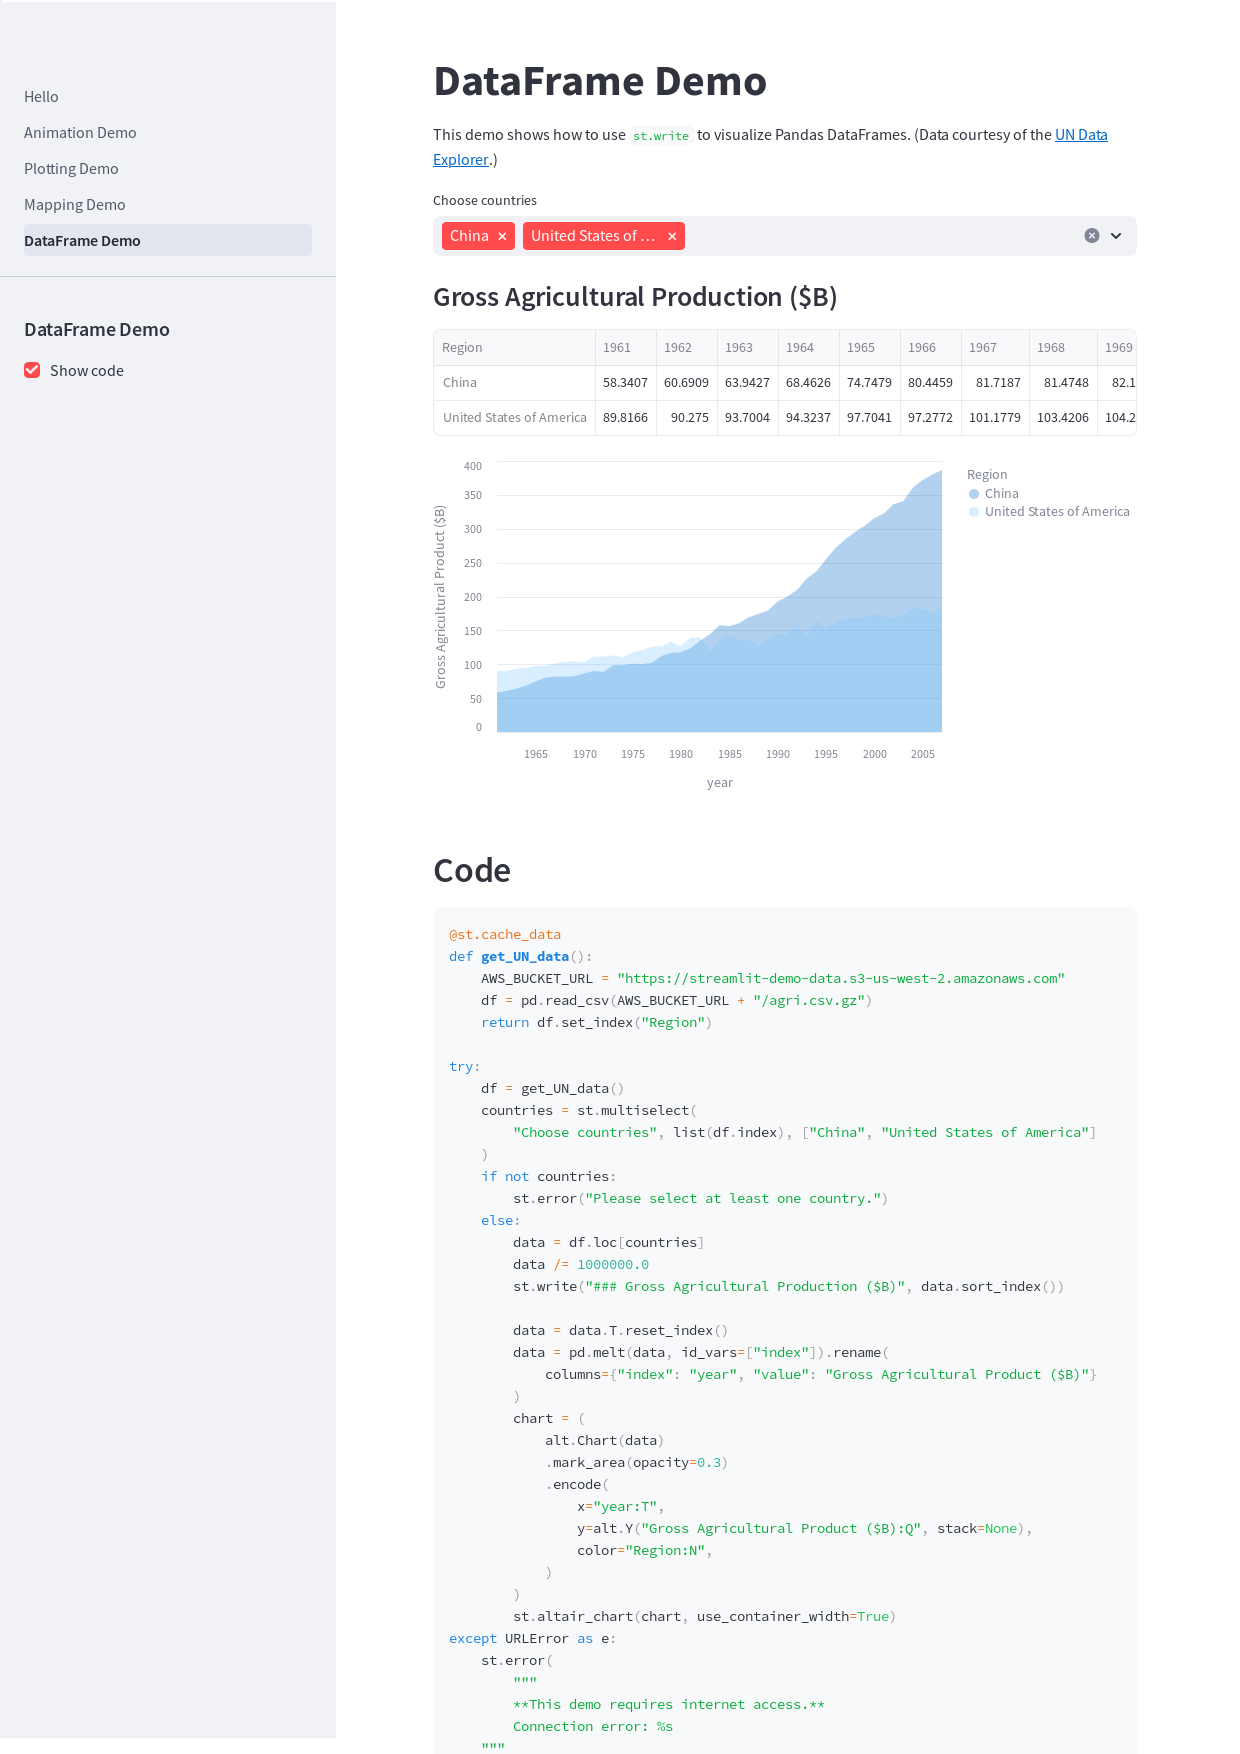 Hello
Animation Demo
Plotting Demo
Mapping Demo
DataFrame Demo
DataFrame Demo
Show code
DataFrame Demo
This demo shows how to use st.write to visualize Pandas DataFrames. (Data courtesy of the UN Data
Explorer.)
Choose countries
China
United States of ...
Gross Agricultural Production ($B)
Region 1961 1962 1963 1964 1965 1966 1967 1968 1969
China 58.3407 60.6909 63.9427 68.4626 74.7479 80.4459 81.7187 81.4748 82.1
United States of America 89.8166 90.275 93.7004 94.3237 97.7041 97.2772 101.1779 103.4206 104.2
Gross Agricultural Product ($B)
400
350
300
250
200
150
100
50
0
1965 1970 1975 1980 1985 1990 1995 2000 2005
year
Region
China
United States of America
Code
@st.cache_data
def get_UN_data():
    AWS_BUCKET_URL = "https://streamlit-demo-data.s3-us-west-2.amazonaws.com"
    df = pd.read_csv(AWS_BUCKET_URL + "/agri.csv.gz")
    return df.set_index("Region")
try:
    df = get_UN_data()
    countries = st.multiselect(
        "Choose countries", list(df.index), ["China", "United States of America"]
    )
    if not countries:
        st.error("Please select at least one country.")
    else:
        data = df.loc[countries]
        data /= 1000000.0
        st.write("### Gross Agricultural Production ($B)", data.sort_index())
        data = data.T.reset_index()
        data = pd.melt(data, id_vars=["index"]).rename(
            columns={"index": "year", "value": "Gross Agricultural Product ($B)"}
        )
        chart = (
            alt.Chart(data)
            .mark_area(opacity=0.3)
            .encode(
                x="year:T",
                y=alt.Y("Gross Agricultural Product ($B):Q", stack=None),
                color="Region:N",
            )
        )
        st.altair_chart(chart, use_container_width=True)
except URLError as e:
    st.error(
        """
        **This demo requires internet access.**
        Connection error: %s
    """